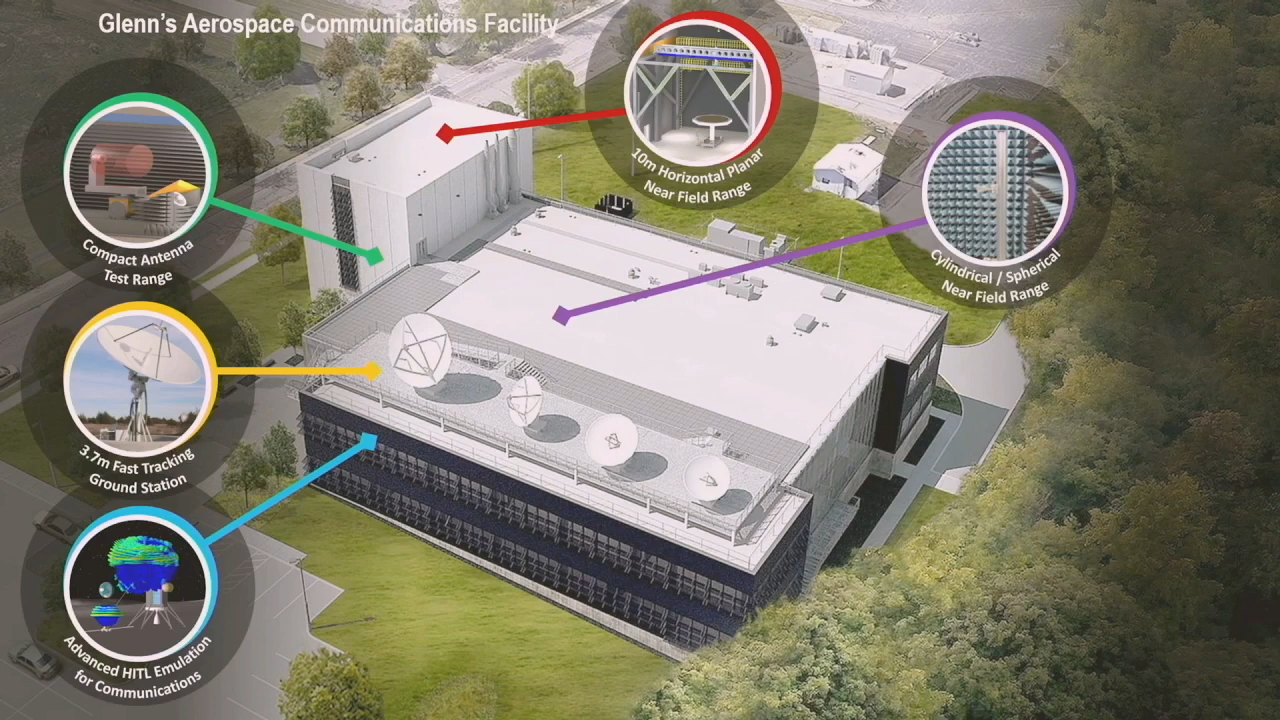 Glenn's Aerospace Communications Facility
10m Horizontal Planar
Near Field Range
Cylindrical / Spherical
Near Field Range
Compact Antenna
Test Range
3.7m Fast Tracking
Ground Station
Advanced HITL Emulation
for Communications